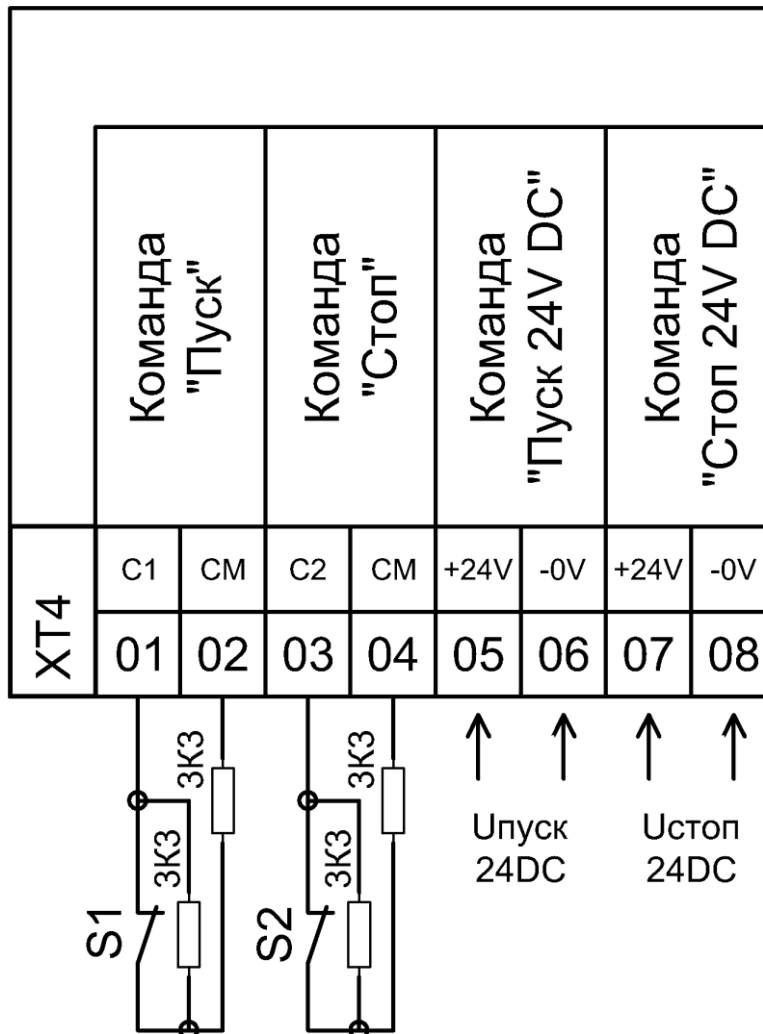 Команда
"Пуск"
Команда
"Стоп"
Команда
"Пуск 24V DC"
Команда
"Стоп 24V DC"
XT4
C1
CM
C2
CM
+24V
-0V
+24V
-0V
01
02
03
04
05
06
07
08
3К3
3К3
3К3
3К3
S1
S2
Uпуск
24DC
Uстоп
24DC